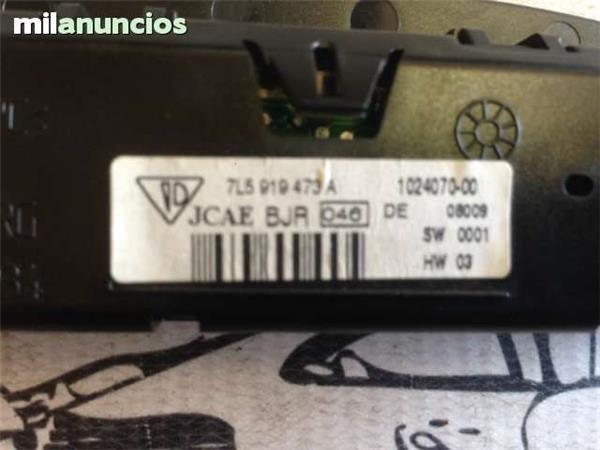 milanuncios
7L5 919 473 A 1024070-00
JCAE BJR 046 DE 08009
SW 0001
HW 03